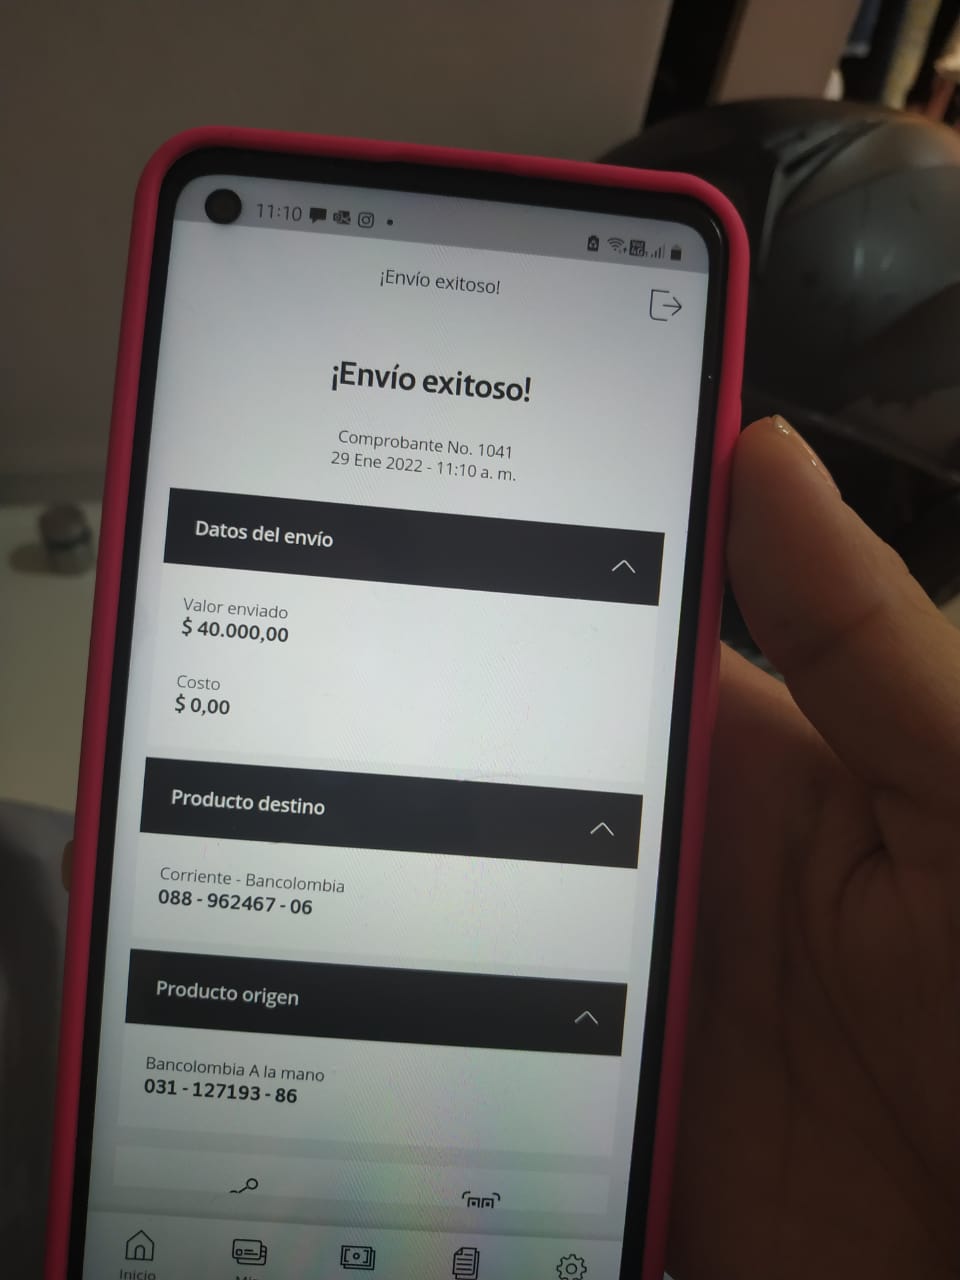 11:10
¡Envío exitoso!
¡Envío exitoso!
Comprobante No. 1041
29 Ene 2022 - 11:10 a. m.
Datos del envío
Valor enviado
$ 40.000,00
Costo
$ 0,00
Producto destino
Corriente - Bancolombia
088 - 962467 - 06
Producto origen
Bancolombia A la mano
031 - 127193 - 86
Inicio